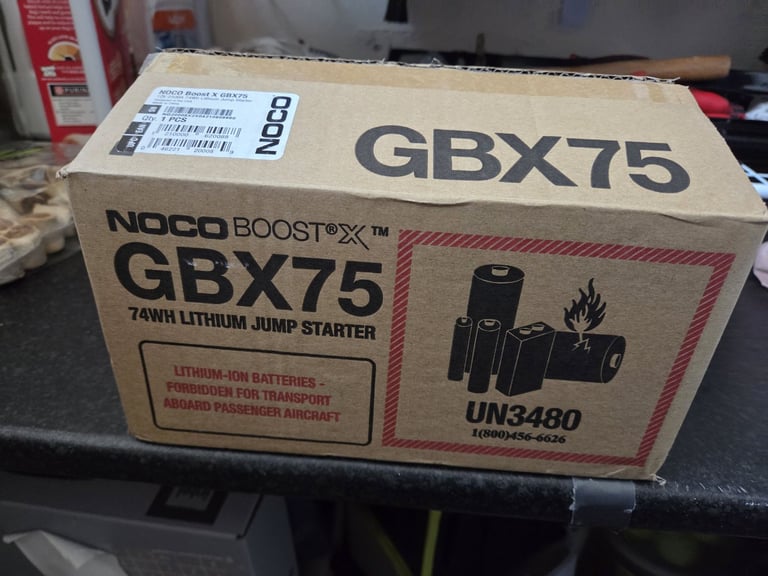 NOCO Boost X GBX75
Qty. 1 PCS
NOCO
GBX75
NOCO BOOST®X™
GBX75
74WH LITHIUM JUMP STARTER
LITHIUM-ION BATTERIES -
FORBIDDEN FOR TRANSPORT
ABOARD PASSENGER AIRCRAFT
UN3480
1(800)456-6626